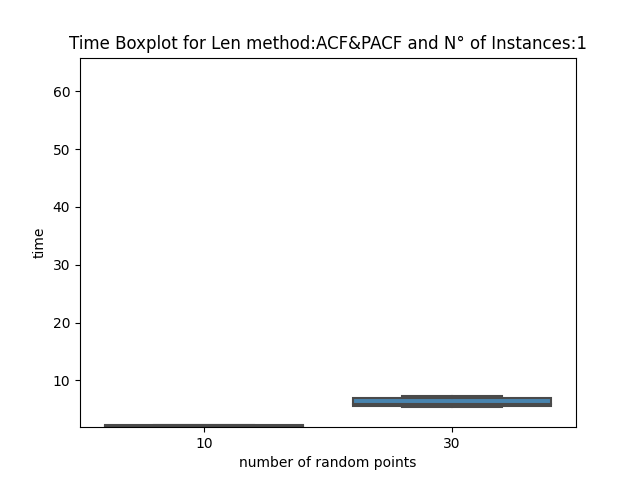 Time Boxplot for Len method:ACF&PACF and N° of Instances:1
60
50
40
30
20
10
time
10 30
number of random points